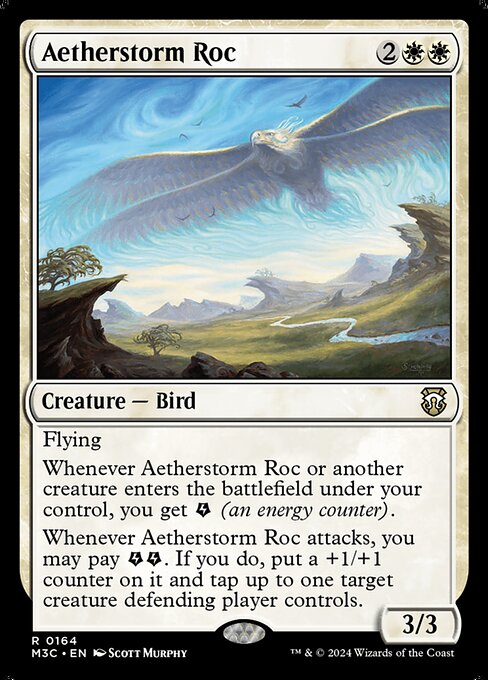 Aetherstorm Roc 2
Creature — Bird
Flying
Whenever Aetherstorm Roc or another
creature enters the battlefield under your
control, you get (an energy counter).
Whenever Aetherstorm Roc attacks, you
may pay . If you do, put a +1/+1
counter on it and tap up to one target
creature defending player controls.
3/3
R 0164
M3C • EN Scott Murphy
™ & © 2024 Wizards of the Coast